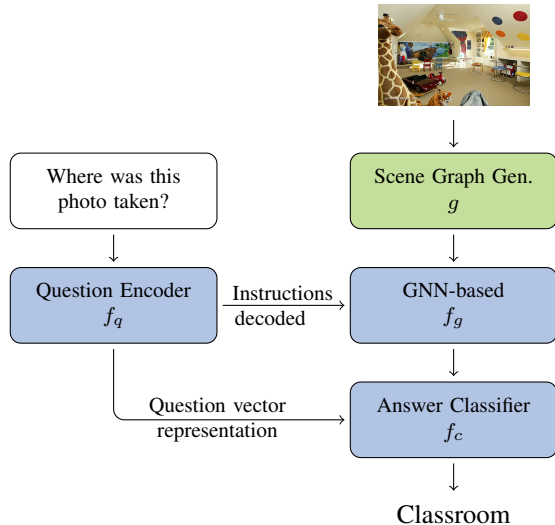 Where was this
photo taken?
Scene Graph Gen.
g
Question Encoder
f_q
Instructions
decoded
GNN-based
f_g
Question vector
representation
Answer Classifier
f_c
Classroom